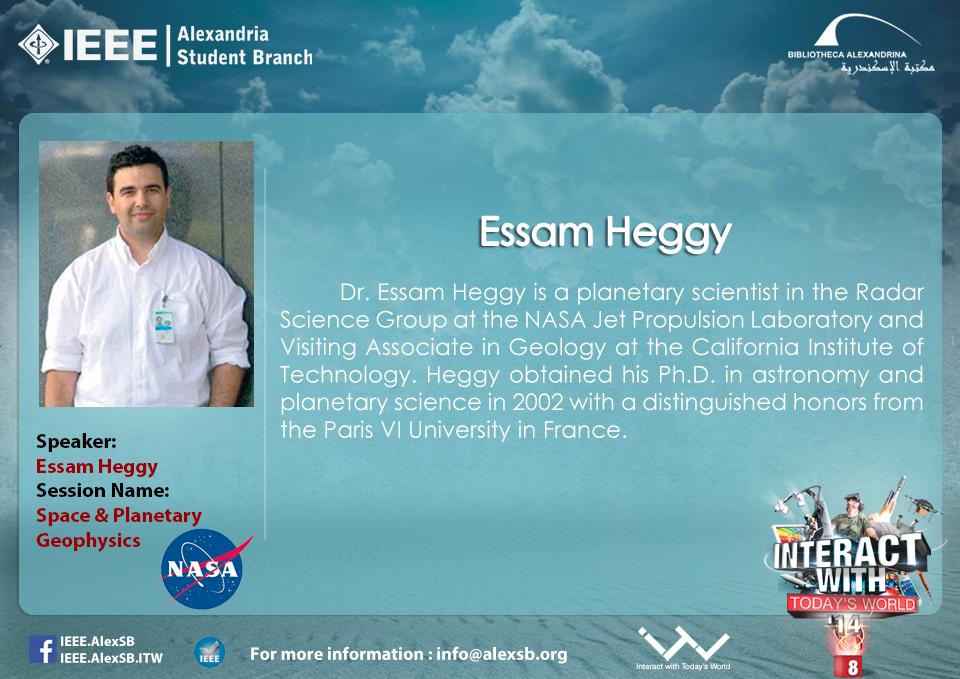 IEEE
Alexandria
Student Branch
BIBLIOTHECA ALEXANDRINA
مكتبة الإسكندرية
Essam Heggy
Dr. Essam Heggy is a planetary scientist in the Radar
Science Group at the NASA Jet Propulsion Laboratory and
Visiting Associate in Geology at the California Institute of
Technology. Heggy obtained his Ph.D. in astronomy and
planetary science in 2002 with a distinguished honors from
the Paris VI University in France.
Speaker:
Essam Heggy
Session Name:
Space & Planetary
Geophysics
NASA
INTERACT
WITH
TODAY'S WORLD
'14
8
IEEE.AlexSB
IEEE.AlexSB.ITW
IEEE
For more information : info@alexsb.org
itw
Interact with Today's World